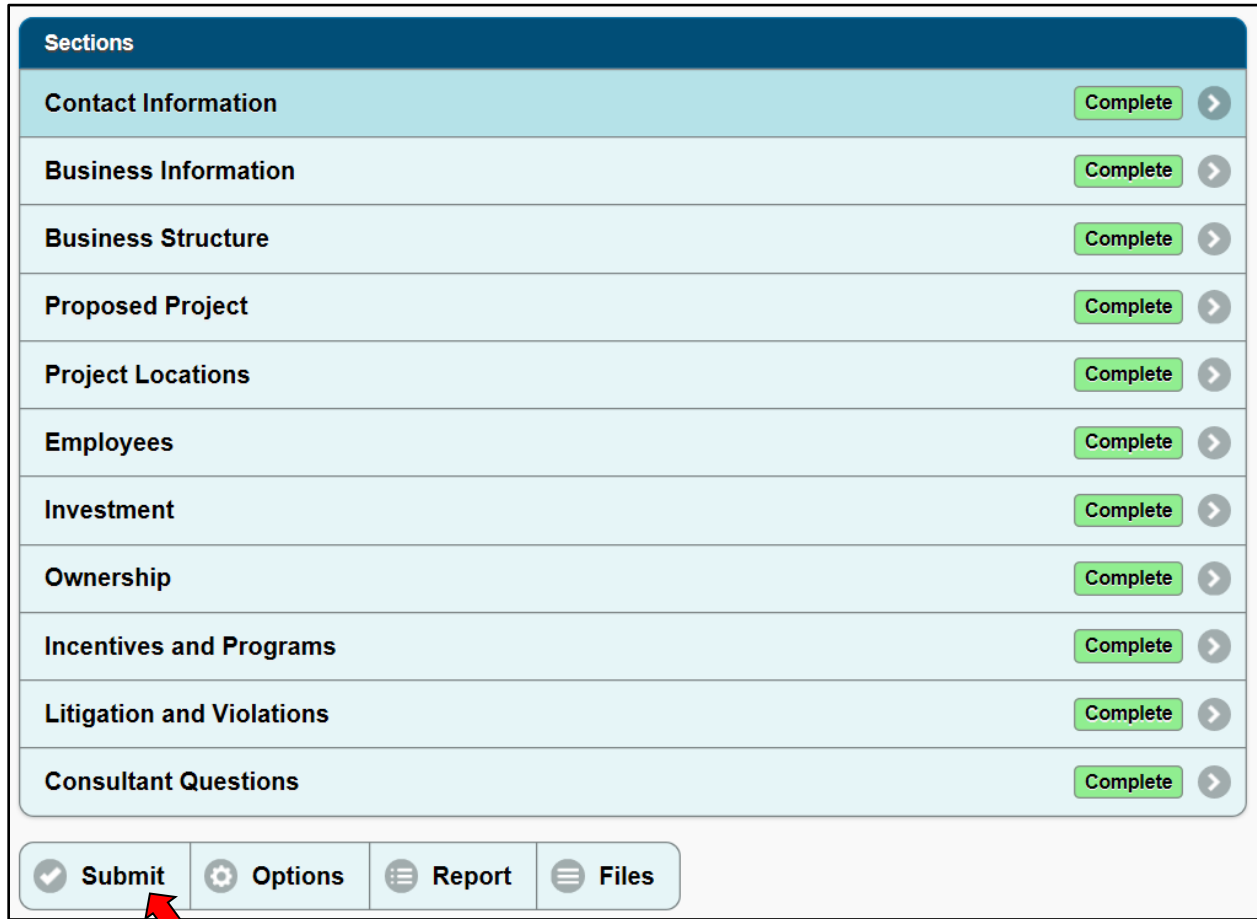 Sections
Contact Information Complete
Business Information Complete
Business Structure Complete
Proposed Project Complete
Project Locations Complete
Employees Complete
Investment Complete
Ownership Complete
Incentives and Programs Complete
Litigation and Violations Complete
Consultant Questions Complete
Submit Options Report Files